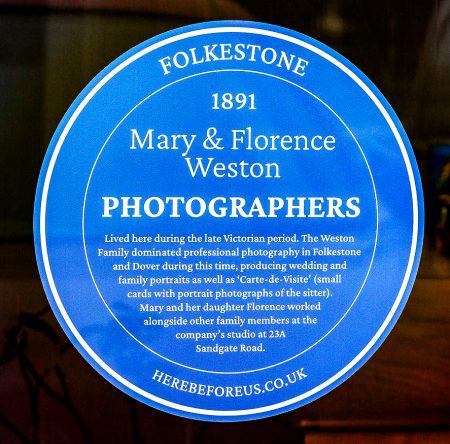 FOLKESTONE
1891
Mary & Florence
Weston
PHOTOGRAPHERS
Lived here during the late Victorian period. The Weston
Family dominated professional photography in Folkestone
and Dover during this time, producing wedding and
family portraits as well as ‘Carte-de-Visite’ (small
cards with portrait photographs of the sitter).
Mary and her daughter Florence worked
alongside other family members at the
company’s studio at 23A
Sandgate Road.
HEREBEFOREUS.CO.UK